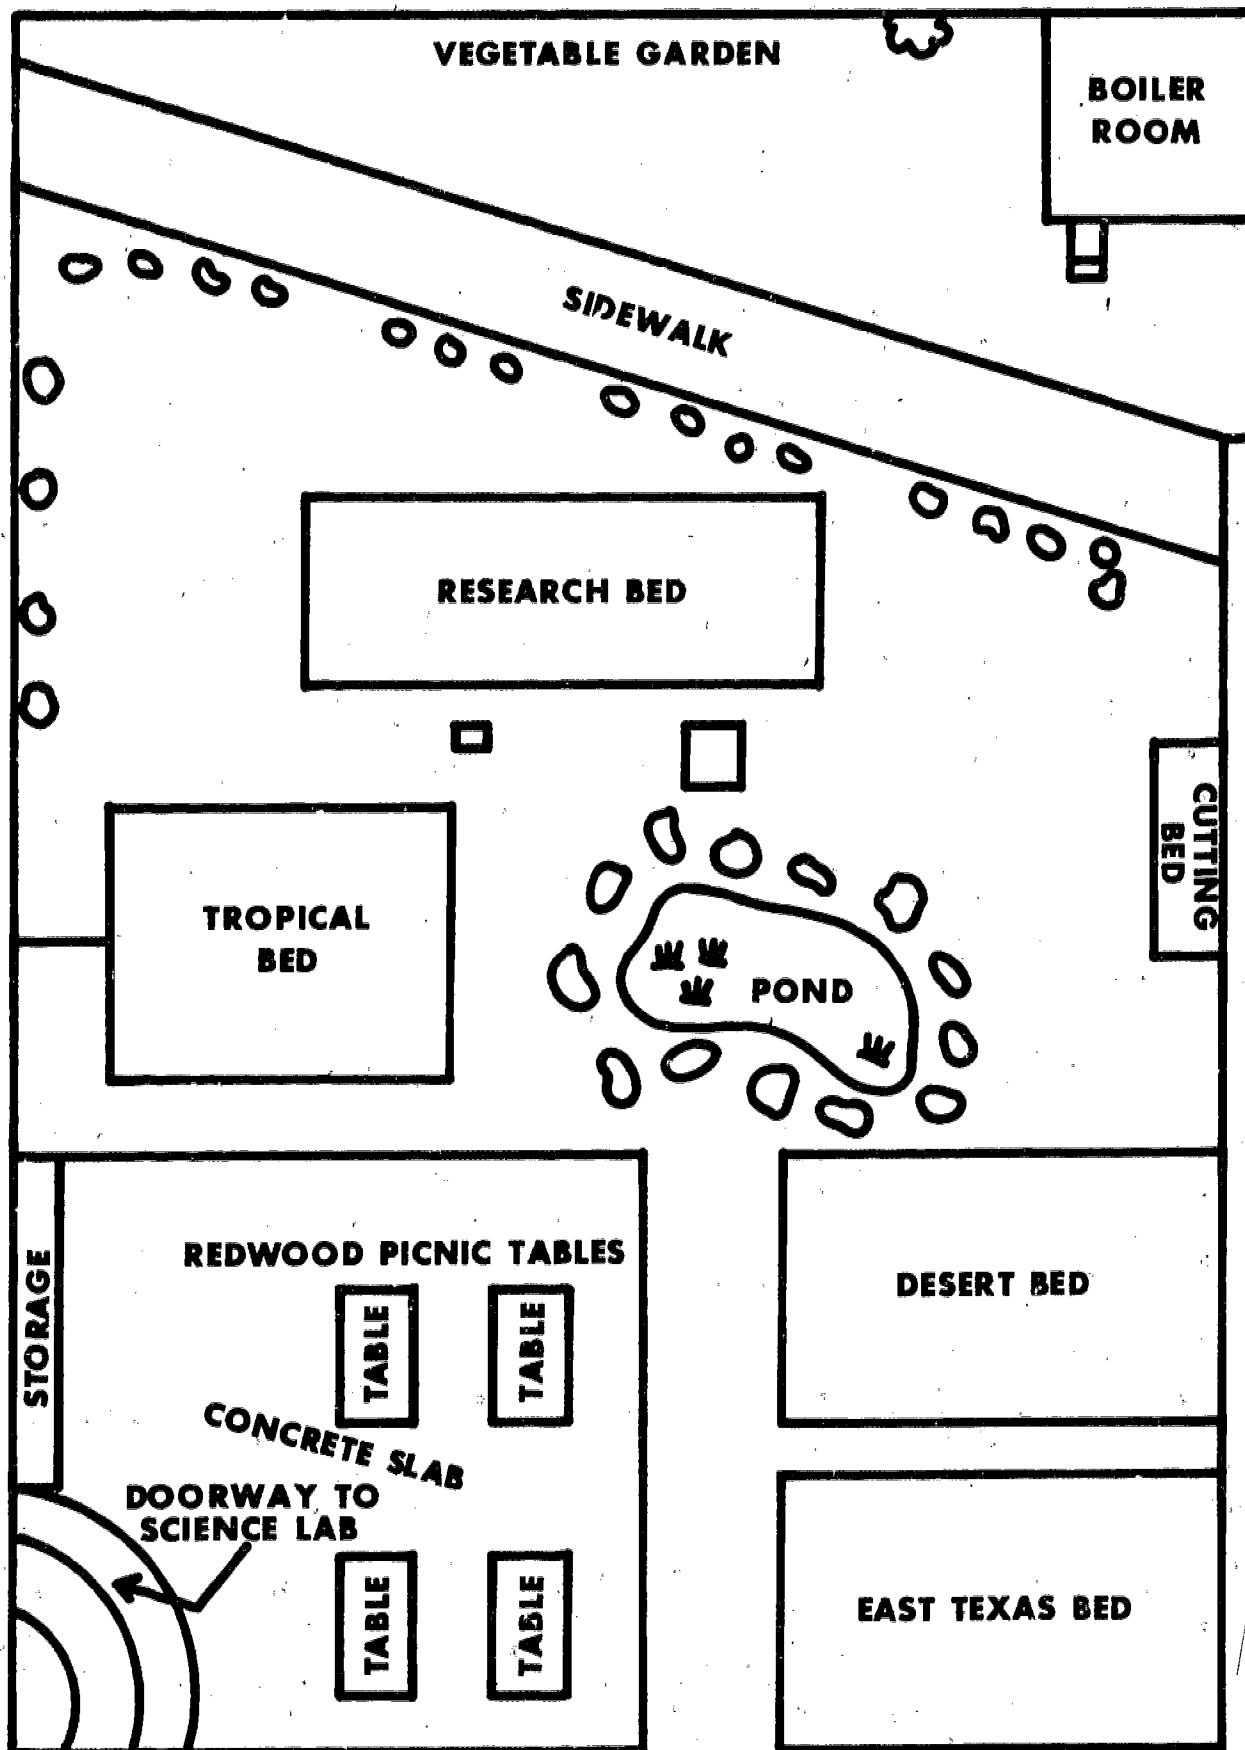 VEGETABLE GARDEN
BOILER
ROOM
SIDEWALK
RESEARCH BED
CUTTING
BED
TROPICAL
BED
POND
STORAGE
REDWOOD PICNIC TABLES
TABLE
TABLE
DESERT BED
CONCRETE SLAB
DOORWAY TO
SCIENCE LAB
TABLE
TABLE
EAST TEXAS BED